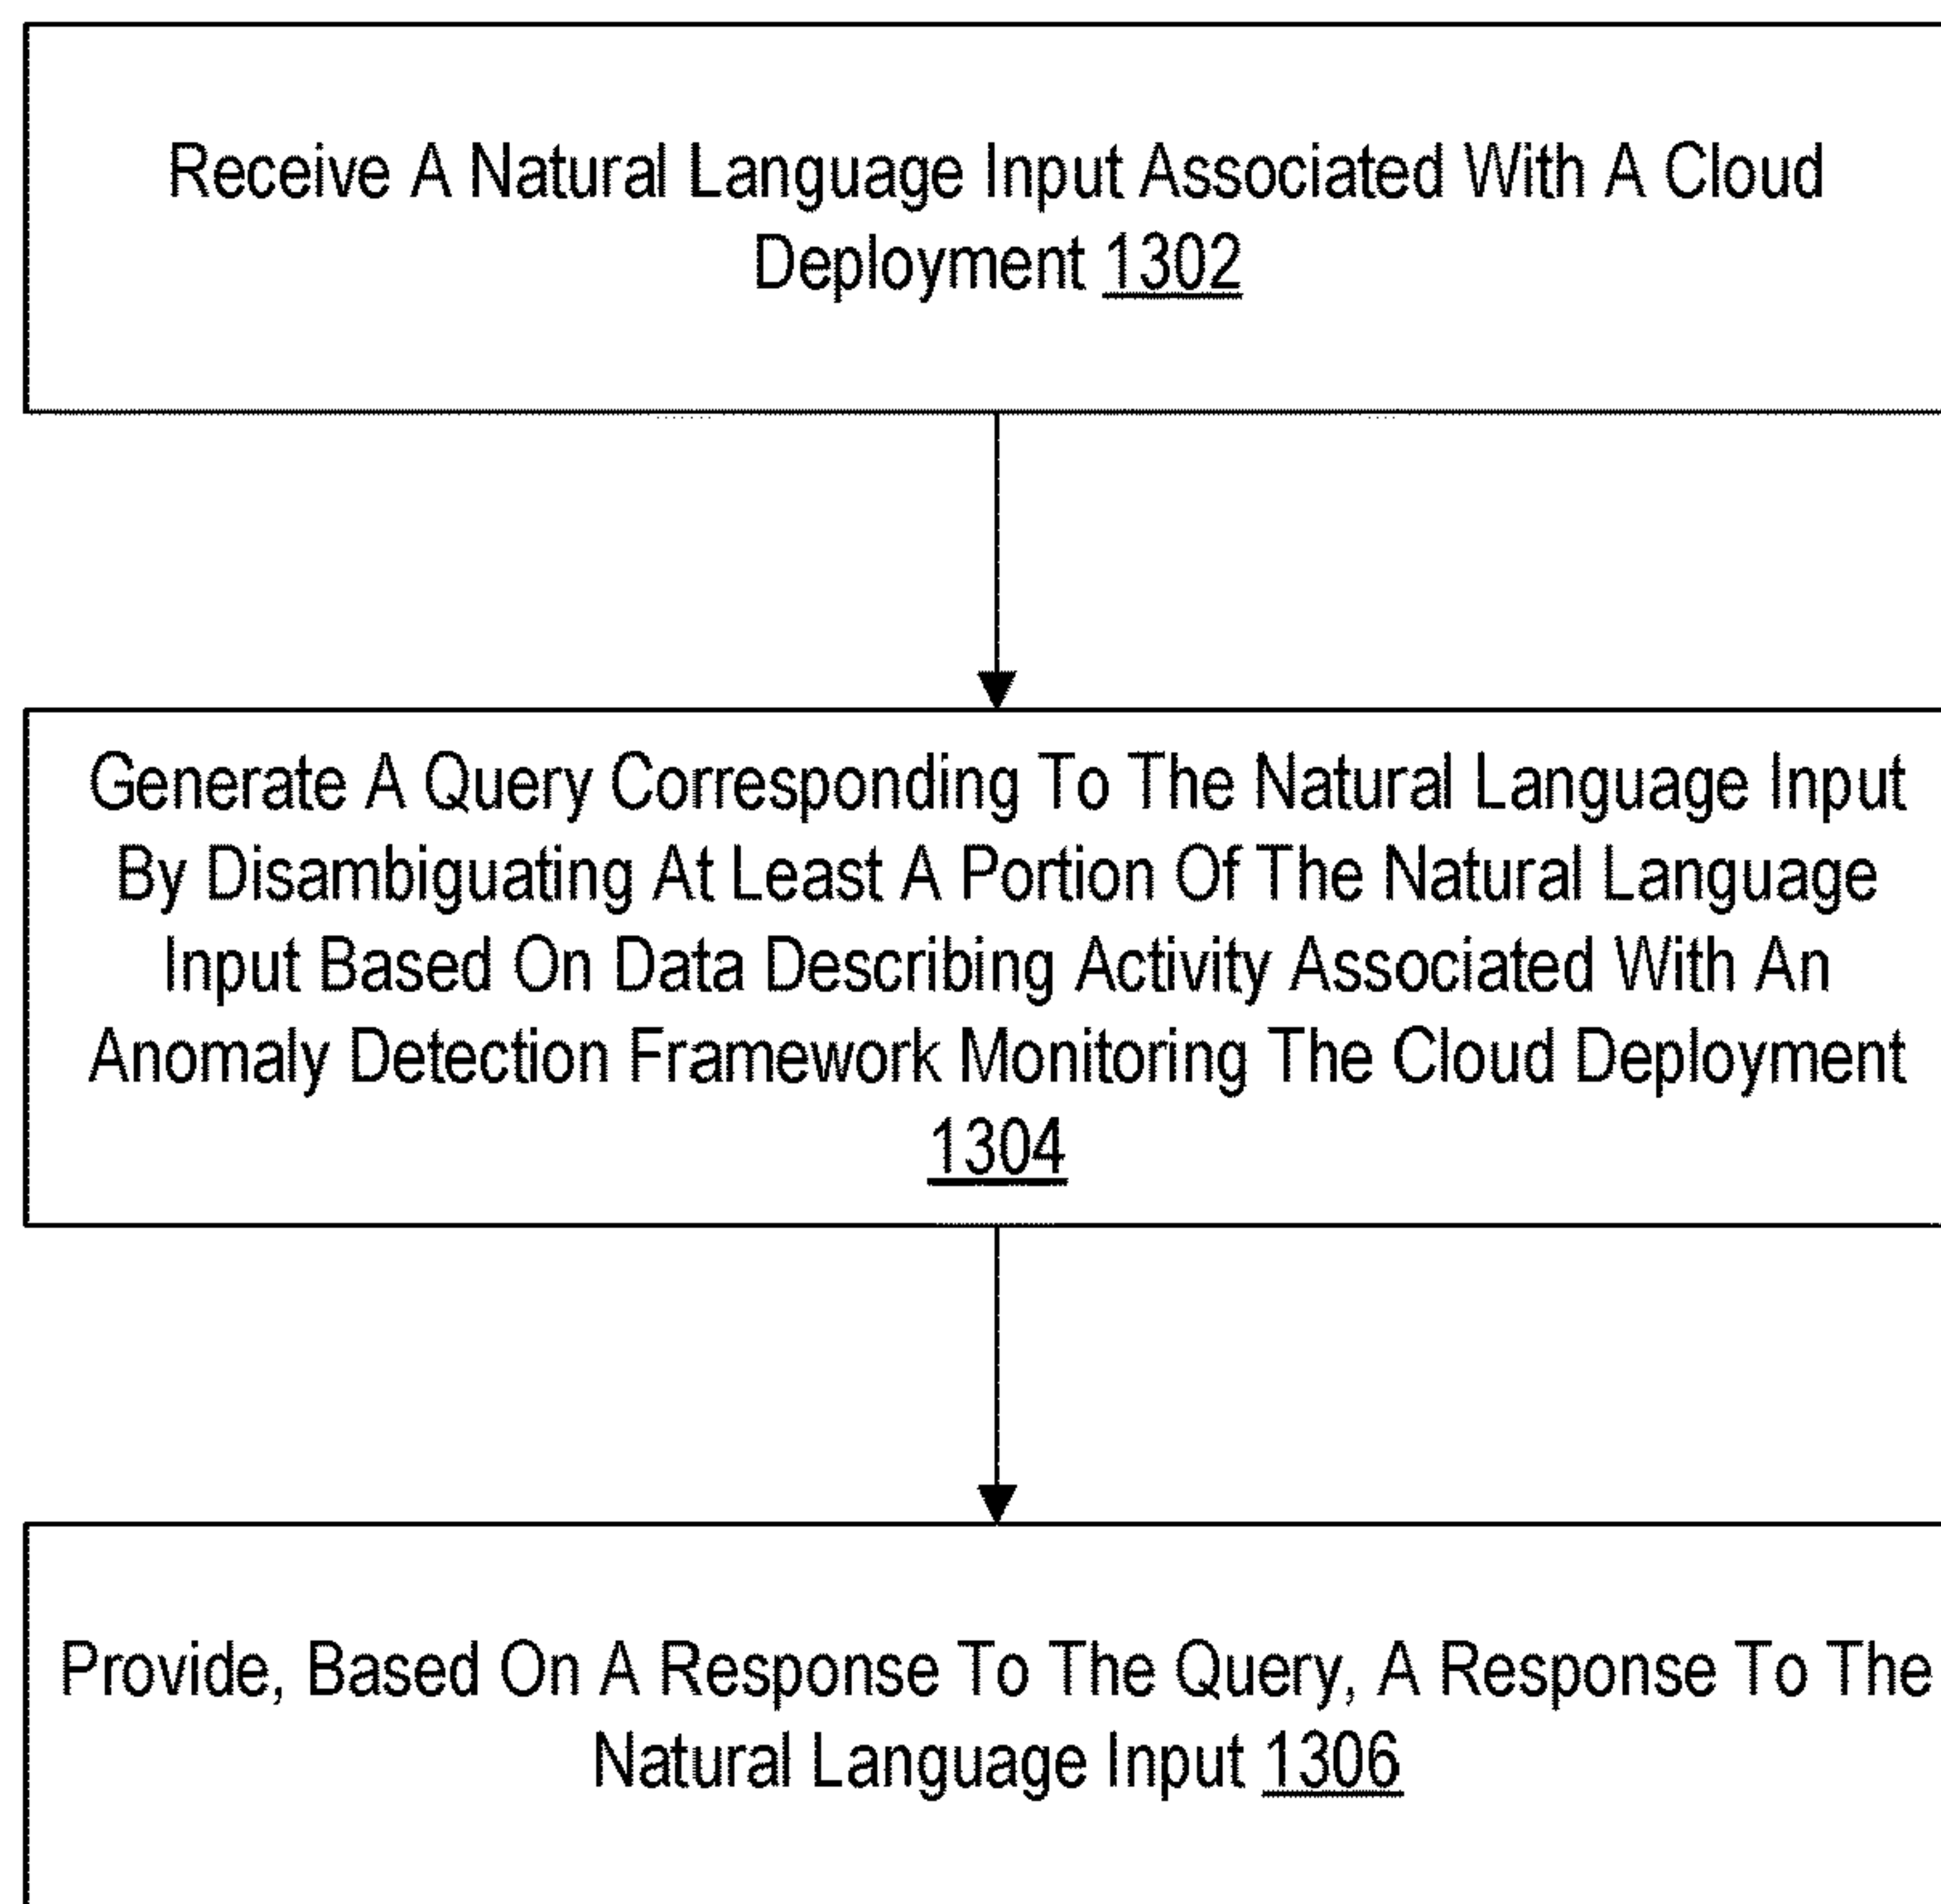 Receive A Natural Language Input Associated With A Cloud
Deployment 1302
Generate A Query Corresponding To The Natural Language Input
By Disambiguating At Least A Portion Of The Natural Language
Input Based On Data Describing Activity Associated With An
Anomaly Detection Framework Monitoring The Cloud Deployment
1304
Provide, Based On A Response To The Query, A Response To The
Natural Language Input 1306